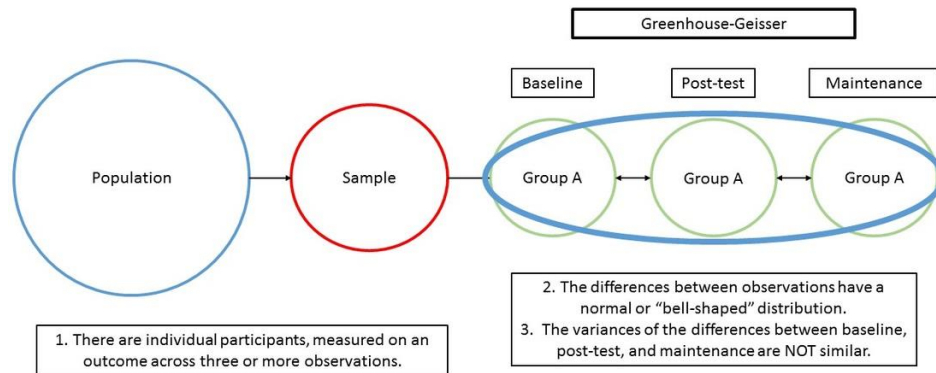 Greenhouse-Geisser
Baseline
Post-test
Maintenance
Population
Sample
Group A
Group A
Group A
1. There are individual participants, measured on an
outcome across three or more observations.
2. The differences between observations have a
normal or “bell-shaped” distribution.
3. The variances of the differences between baseline,
post-test, and maintenance are NOT similar.